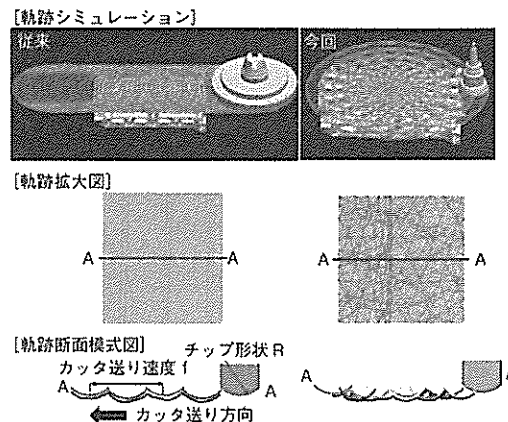 [軌跡シミュレーション]
従来
今回
[軌跡拡大図]
A A
A A
[軌跡断面模式図]
チップ形状R
カッタ送り速度 f
A A
A A
カッタ送り方向